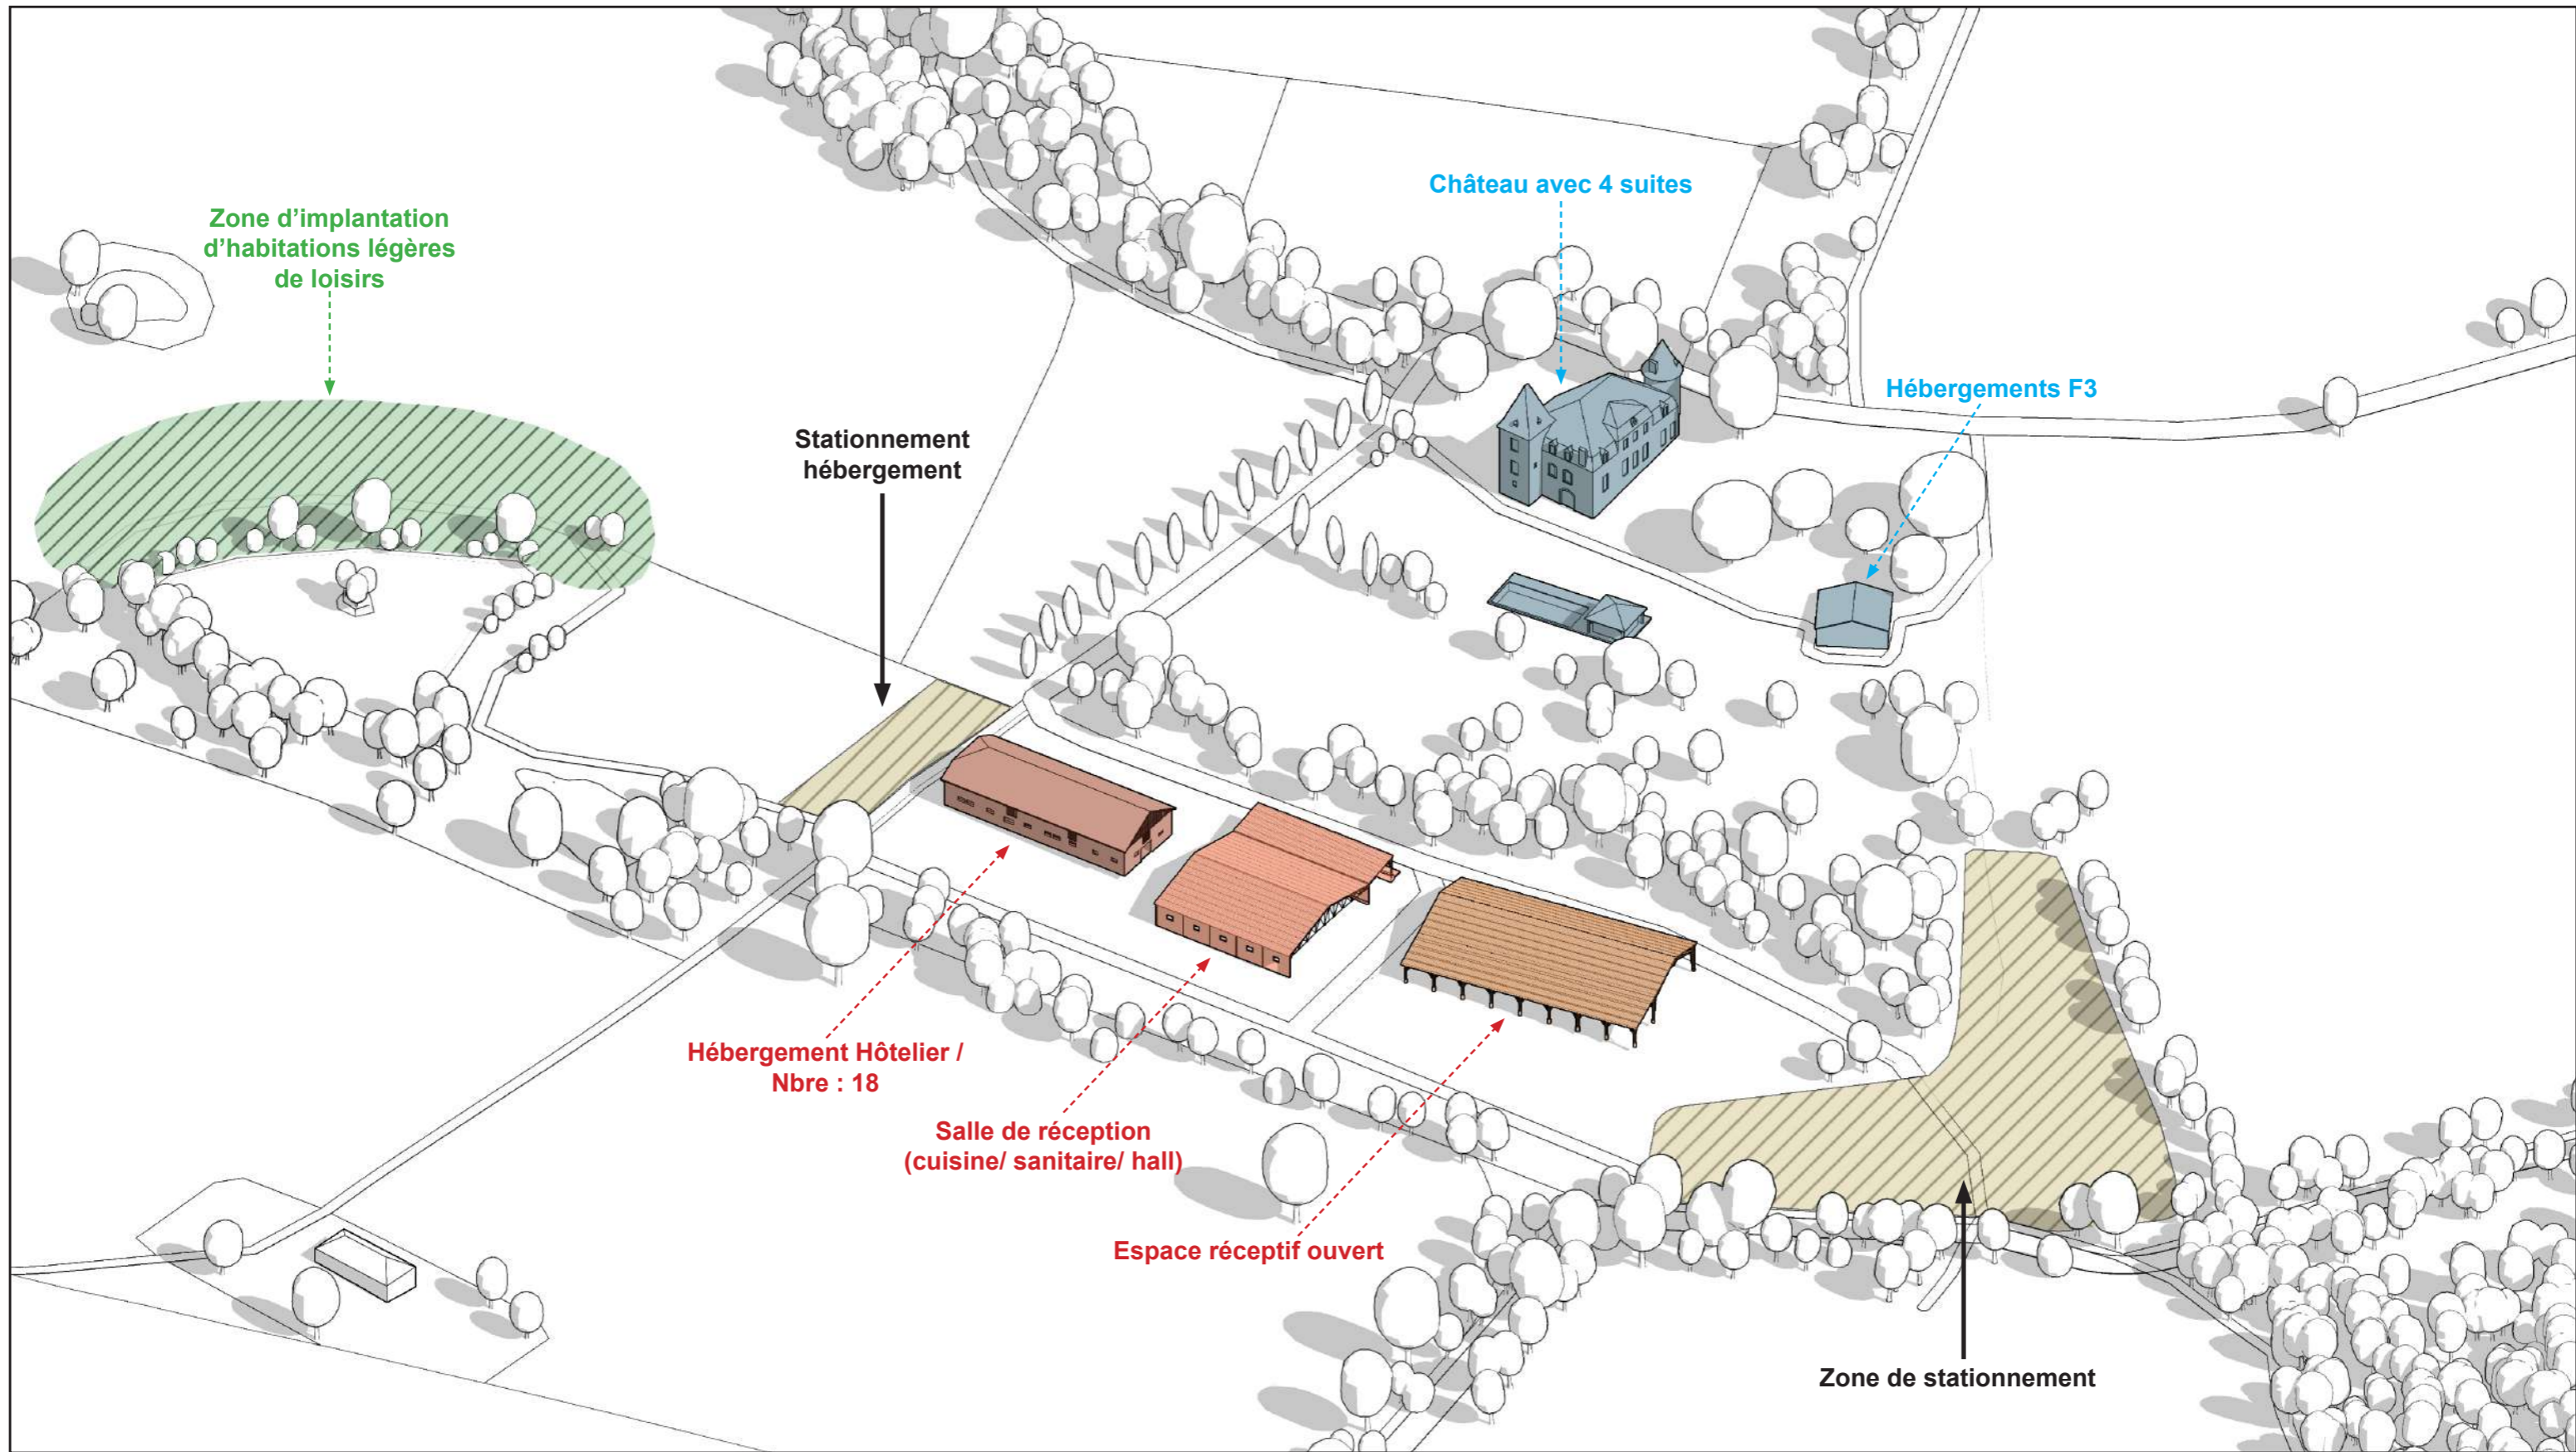 Château avec 4 suites
Zone d’implantation
d’habitations légères
de loisirs
Hébergements F3
Stationnement
hébergement
Hébergement Hôtelier /
Nbre : 18
Salle de réception
(cuisine/ sanitaire/ hall)
Espace réceptif ouvert
Zone de stationnement